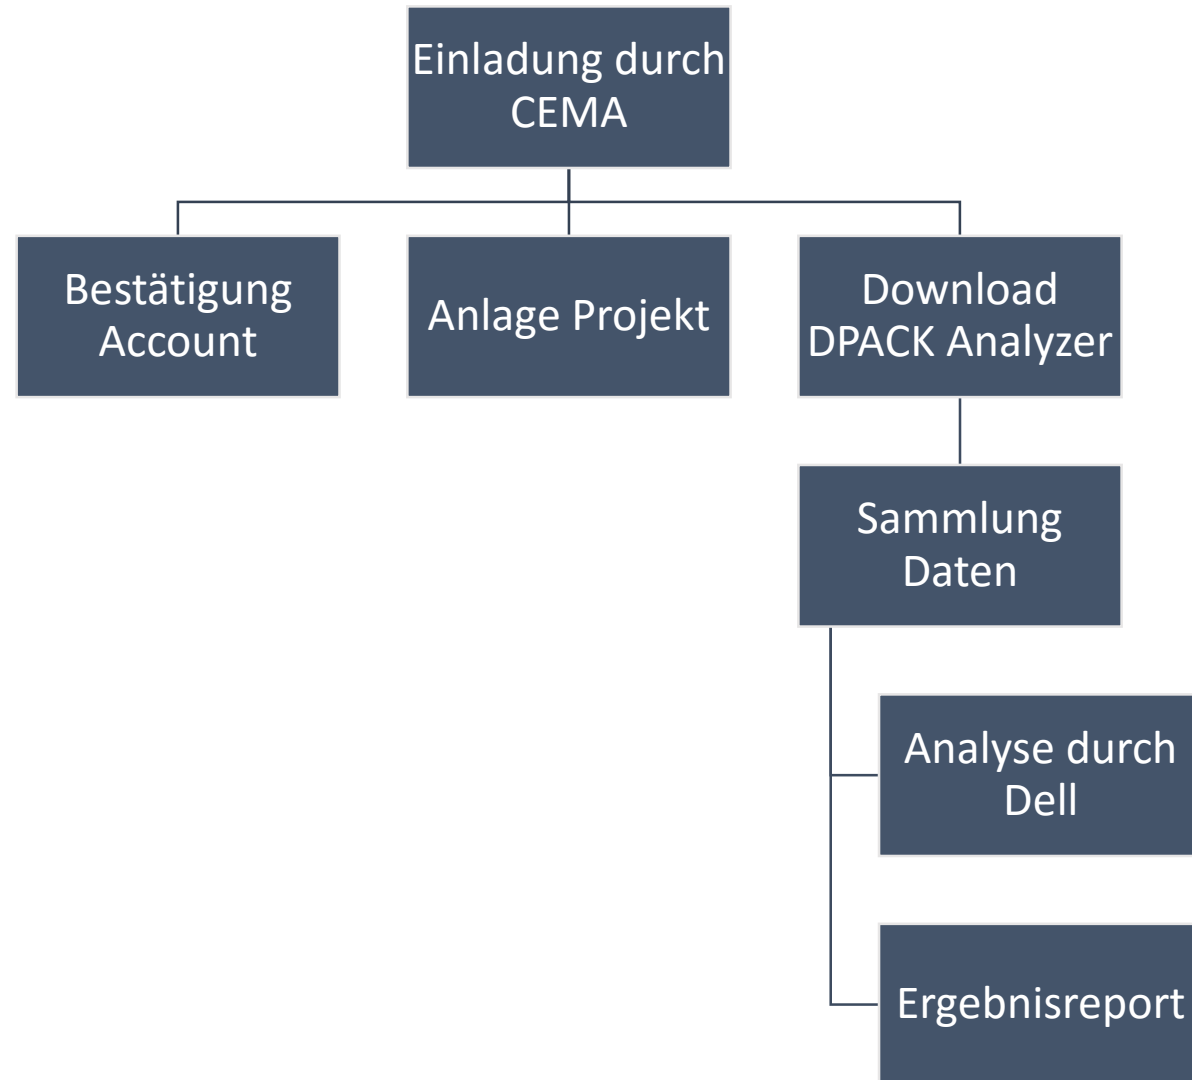 Einladung durch
CEMA
Bestätigung
Account
Anlage Projekt
Download
DPACK Analyzer
Sammlung
Daten
Analyse durch
Dell
Ergebnisreport